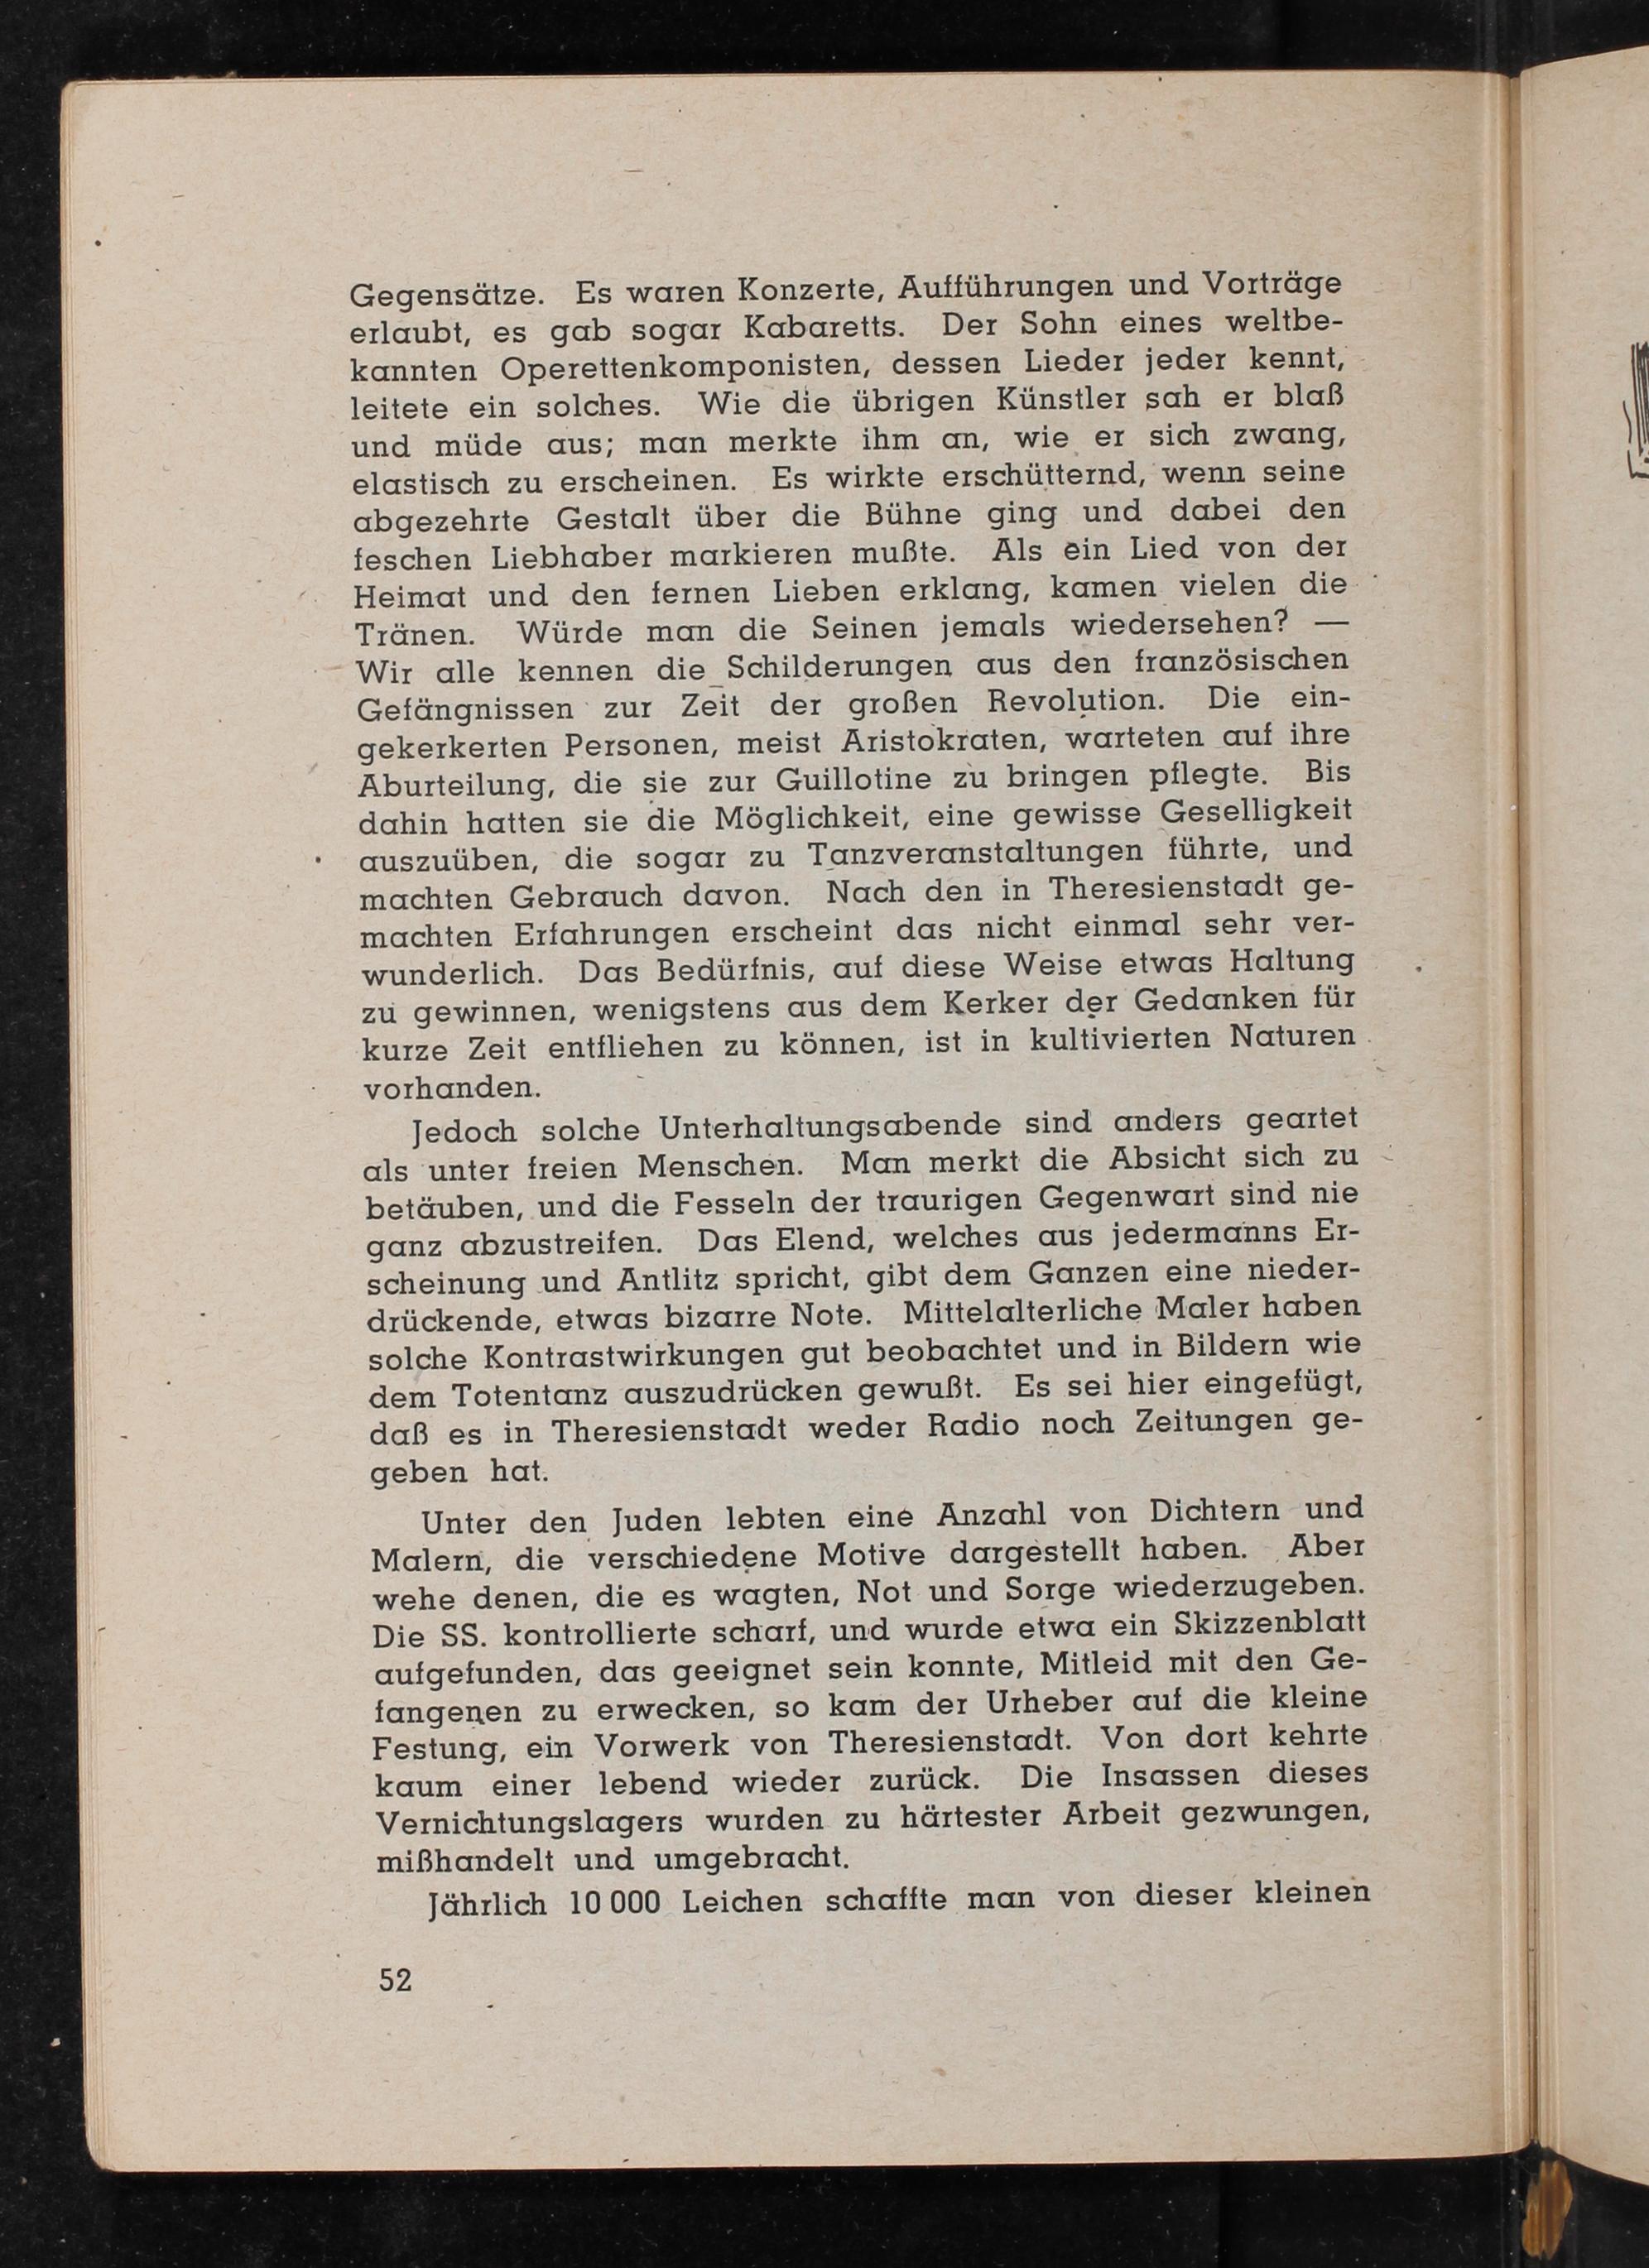 Gegensätze. Es waren Konzerte, Aufführungen und Vorträge
erlaubt, es gab sogar Kabaretts. Der Sohn eines weltbe-
kannten Operettenkomponisten, dessen Lieder jeder kennt,
leitete ein solches. Wie die übrigen Künstler sah er blaß
und müde aus; man merkte ihm an, wie er sich zwang,
elastisch zu erscheinen. Es wirkte erschütternd, wenn seine
abgezehrte Gestalt über die Bühne ging und dabei den
feschen Liebhaber markieren mußte. Als ein Lied von der
Heimat und den fernen Lieben erklang, kamen vielen die
Tränen. Würde man die Seinen jemals wiedersehen? —
Wir alle kennen die Schilderungen aus den französischen
Gefängnissen zur Zeit der großen Revolution. Die ein-
gekerkerten Personen, meist Aristokraten, warteten auf ihre
Aburteilung, die sie zur Guillotine zu bringen pflegte. Bis
dahin hatten sie die Möglichkeit, eine gewisse Geselligkeit
auszuüben, die sogar zu Tanzveranstaltungen führte, und
machten Gebrauch davon. Nach den in Theresienstadt ge-
machten Erfahrungen erscheint das nicht einmal sehr ver-
wunderlich. Das Bedürfnis, auf diese Weise etwas Haltung
zu gewinnen, wenigstens aus dem Kerker der Gedanken für
kurze Zeit entfliehen zu können, ist in kultivierten Naturen
vorhanden.
Jedoch solche Unterhaltungsabende sind anders geartet
als unter freien Menschen. Man merkt die Absicht sich zu
betäuben, und die Fesseln der traurigen Gegenwart sind nie
ganz abzustreifen. Das Elend, welches aus jedermanns Er-
scheinung und Antlitz spricht, gibt dem Ganzen eine nieder-
drückende, etwas bizarre Note. Mittelalterliche Maler haben
solche Kontrastwirkungen gut beobachtet und in Bildern wie
dem Totentanz auszudrücken gewußt. Es sei hier eingefügt,
daß es in Theresienstadt weder Radio noch Zeitungen ge-
geben hat.
Unter den Juden lebten eine Anzahl von Dichtern und
Malern, die verschiedene Motive dargestellt haben. Aber
wehe denen, die es wagten, Not und Sorge wiederzugeben.
Die SS. kontrollierte scharf, und wurde etwa ein Skizzenblatt
aufgefunden, das geeignet sein konnte, Mitleid mit den Ge-
fangenen zu erwecken, so kam der Urheber auf die kleine
Festung, ein Vorwerk von Theresienstadt. Von dort kehrte
kaum einer lebend wieder zurück. Die Insassen dieses
Vernichtungslagers wurden zu härtester Arbeit gezwungen,
mißhandelt und umgebracht.
Jährlich 10 000 Leichen schaffte man von dieser kleinen
52